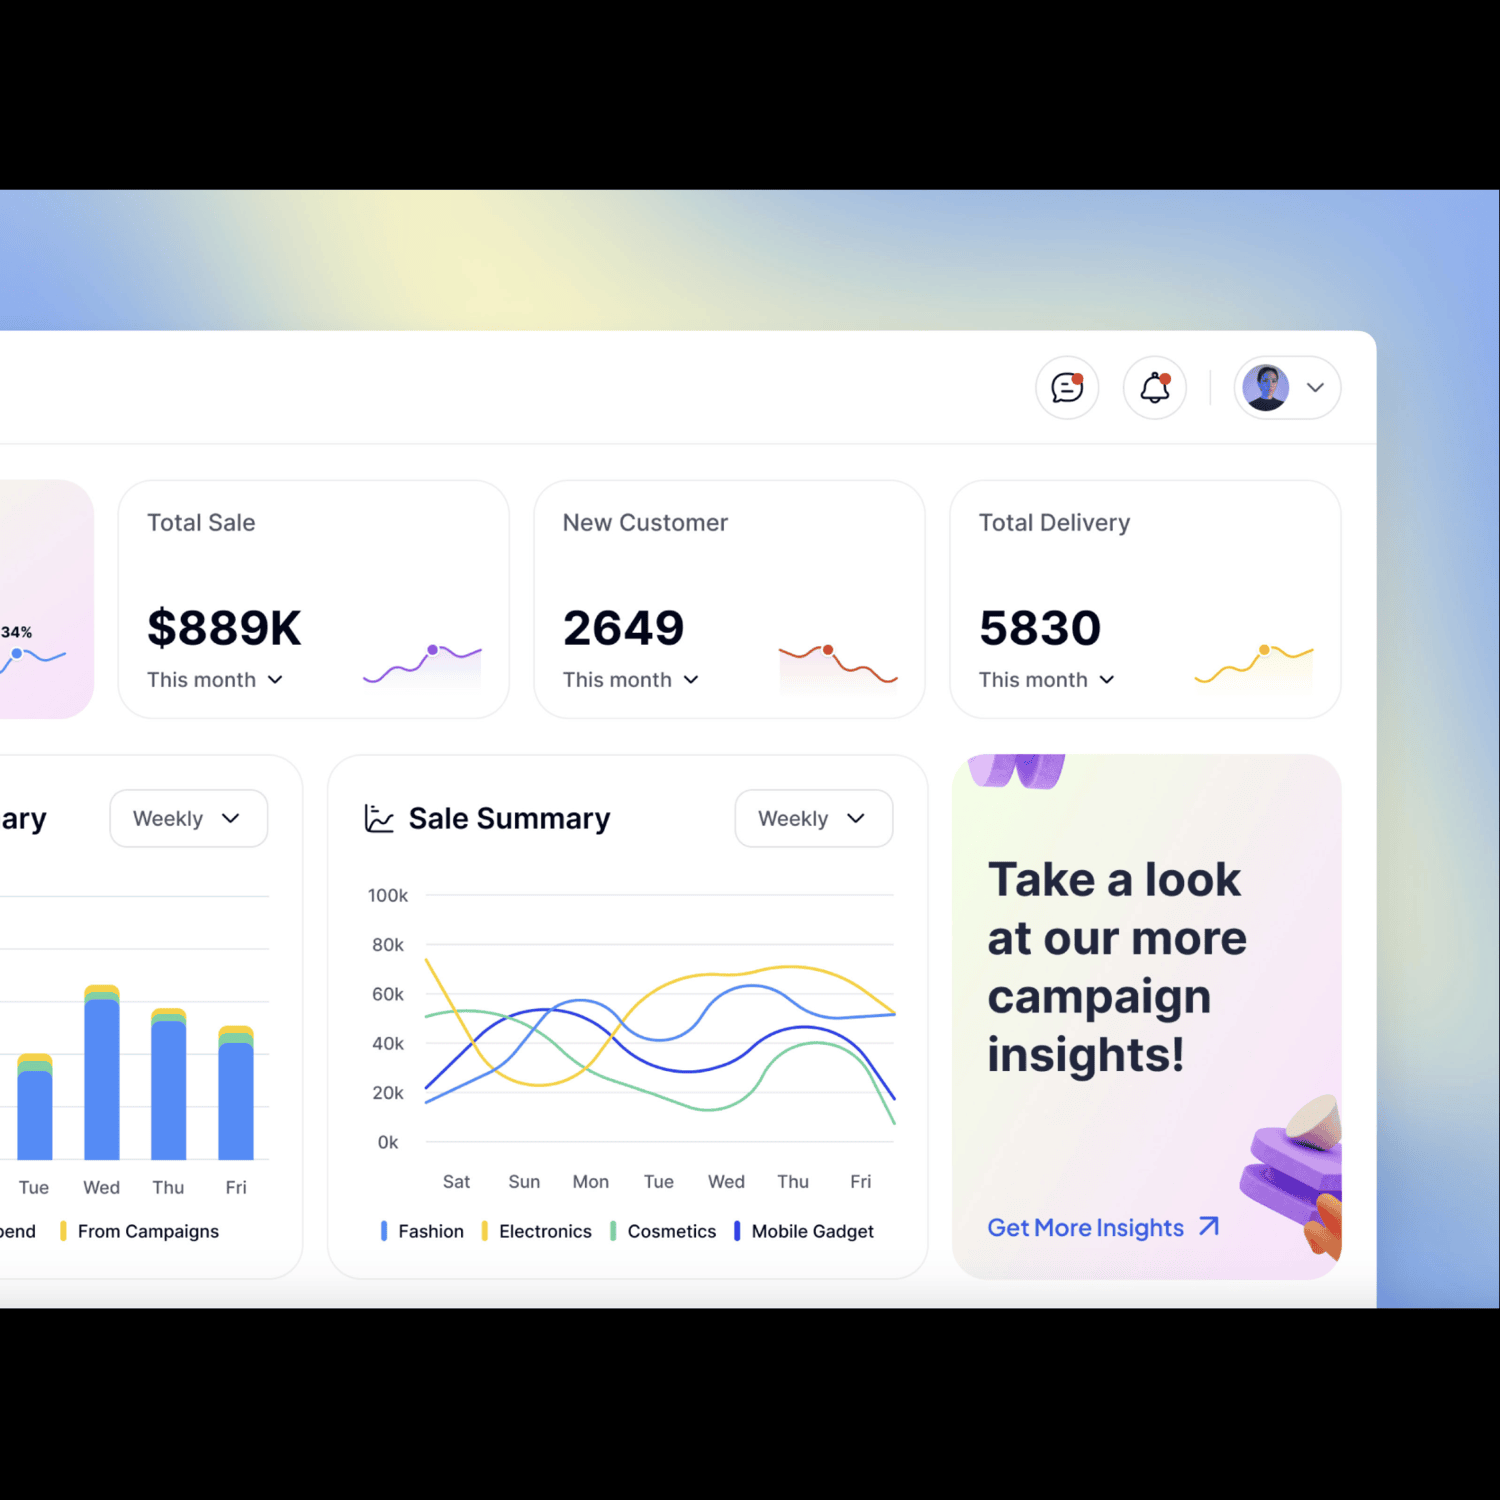 Total Sale
New Customer
Total Delivery
34%
$889K
2649
5830
This month
This month
This month
Weekly
Sale Summary
Weekly
100k
80k
60k
40k
20k
0k
Sat Sun Mon Tue Wed Thu Fri
Fashion Electronics Cosmetics Mobile Gadget
Tue Wed Thu Fri
From Campaigns
Take a look
at our more
campaign
insights!
Get More Insights